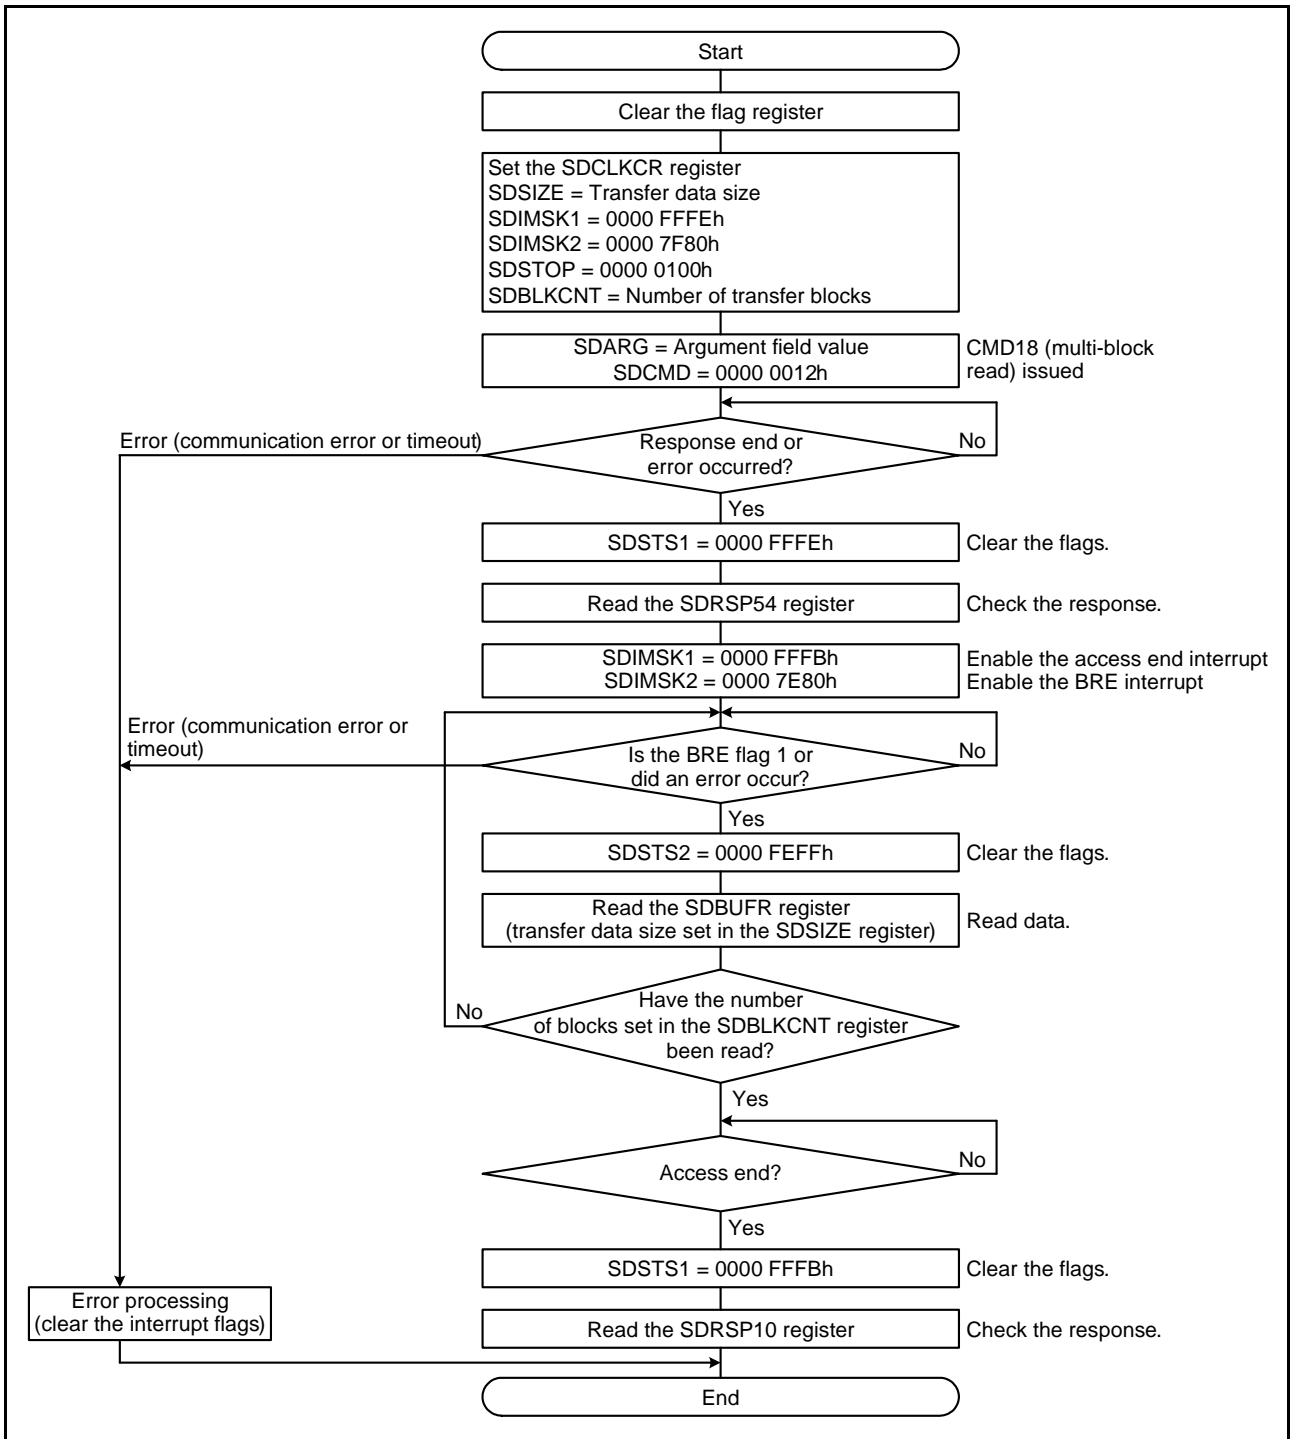 Start
Clear the flag register
Set the SDCLKCR register
SDSIZE = Transfer data size
SDIMSK1 = 0000 FFFEh
SDIMSK2 = 0000 7F80h
SDSTOP = 0000 0100h
SDBLKCNT = Number of transfer blocks
SDARG = Argument field value
SDCMD = 0000 0012h
CMD18 (multi-block
read) issued
Error (communication error or timeout)
Response end or
error occurred?
No
Yes
SDSTS1 = 0000 FFFEh
Clear the flags.
Read the SDRSP54 register
Check the response.
SDIMSK1 = 0000 FFFBh
SDIMSK2 = 0000 7E80h
Enable the access end interrupt
Enable the BRE interrupt
Error (communication error or
timeout)
Is the BRE flag 1 or
did an error occur?
No
Yes
SDSTS2 = 0000 FEFFh
Clear the flags.
Read the SDBUFR register
(transfer data size set in the SDSIZE register)
Read data.
Have the number
of blocks set in the SDBLKCNT register
been read?
No
Yes
Access end?
No
Yes
SDSTS1 = 0000 FFFBh
Clear the flags.
Error processing
(clear the interrupt flags)
Read the SDRSP10 register
Check the response.
End